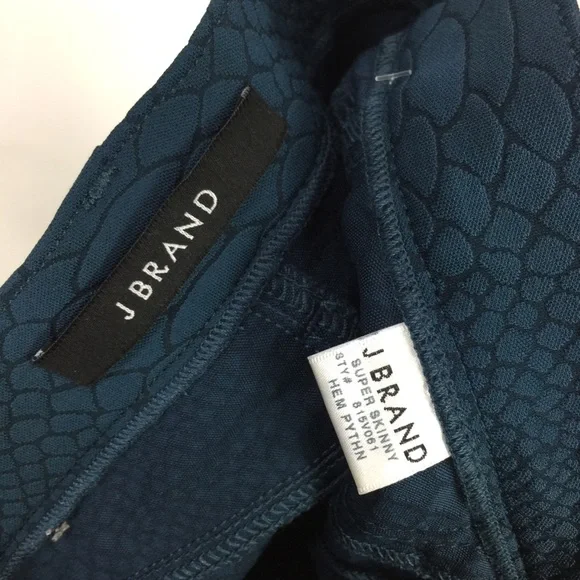 J BRAND
J BRAND
SUPER SKINNY
STY# 815V061
HEM PYTHN